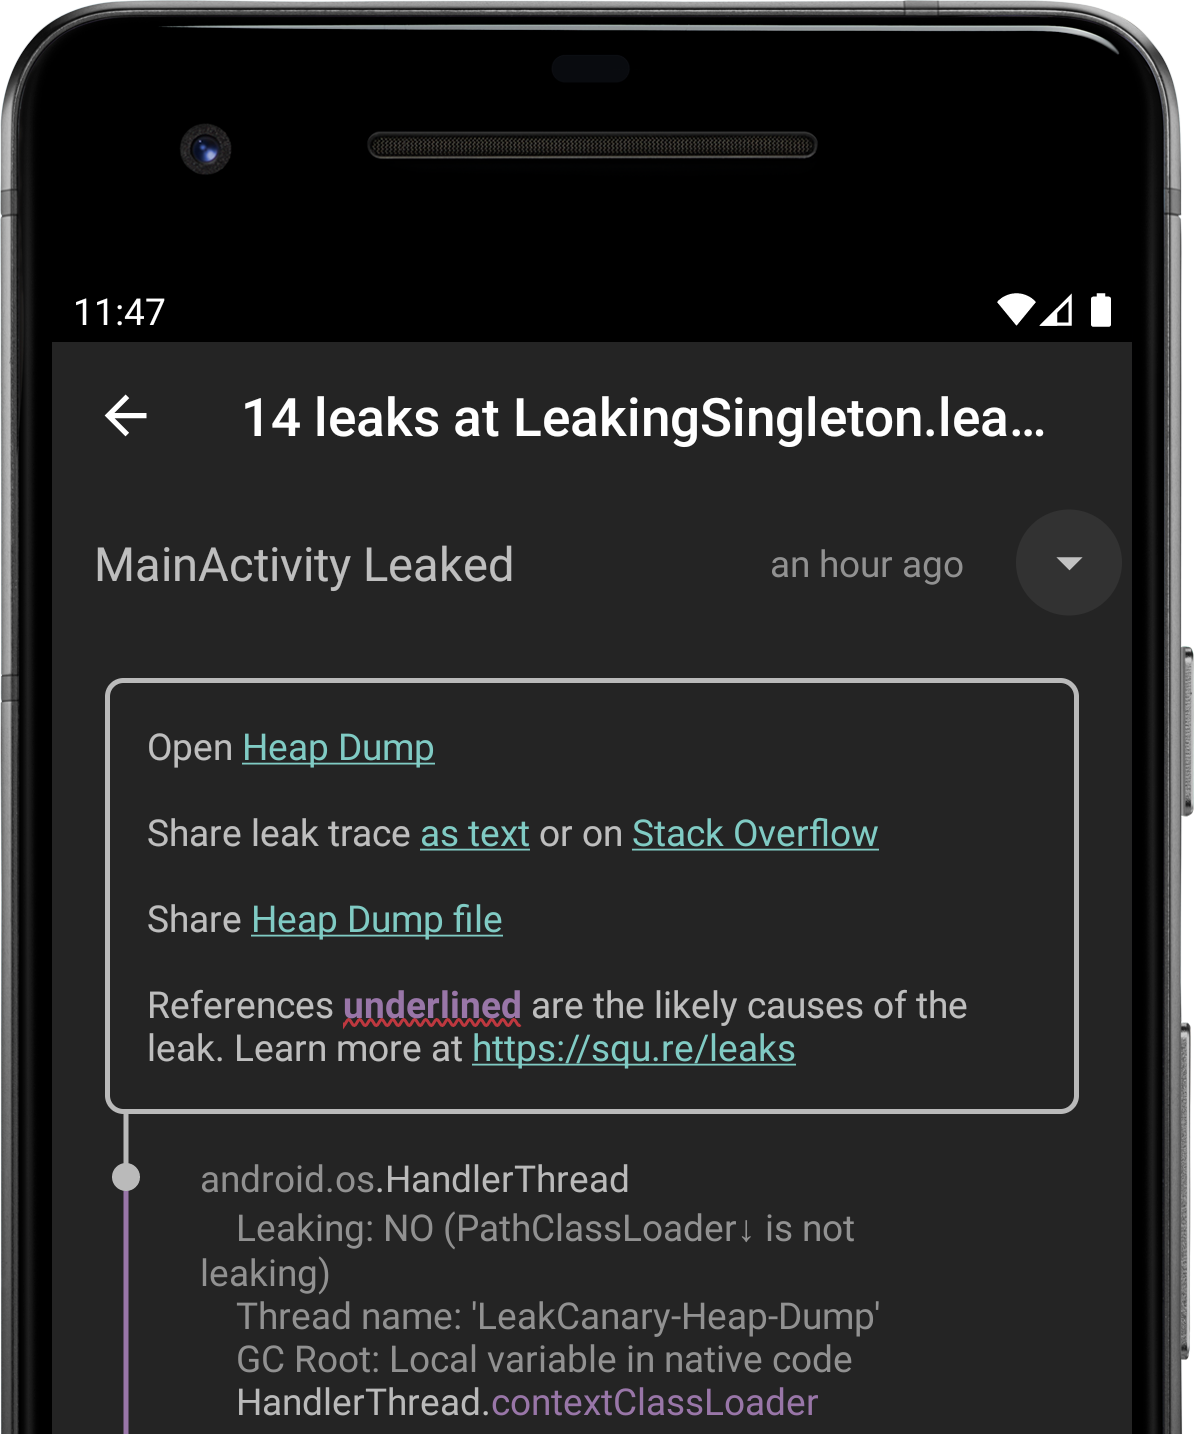 11:47
14 leaks at LeakingSingleton.lea…
MainActivity Leaked an hour ago
Open Heap Dump
Share leak trace as text or on Stack Overflow
Share Heap Dump file
References underlined are the likely causes of the
leak. Learn more at https://squ.re/leaks
android.os.HandlerThread
Leaking: NO (PathClassLoader↓ is not
leaking)
Thread name: 'LeakCanary-Heap-Dump'
GC Root: Local variable in native code
HandlerThread.contextClassLoader